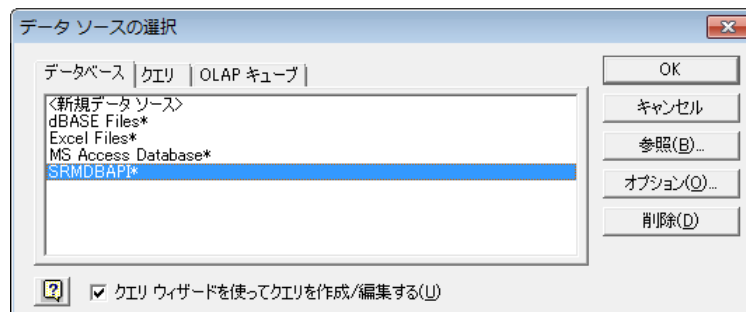 データ ソースの選択
データベース
クエリ
OLAP キューブ
<新規データ ソース>
dBASE Files*
Excel Files*
MS Access Database*
SRMDBAPI*
OK
キャンセル
参照(B)...
オプション(O)...
削除(D)
クエリ ウィザードを使ってクエリを作成/編集する(U)